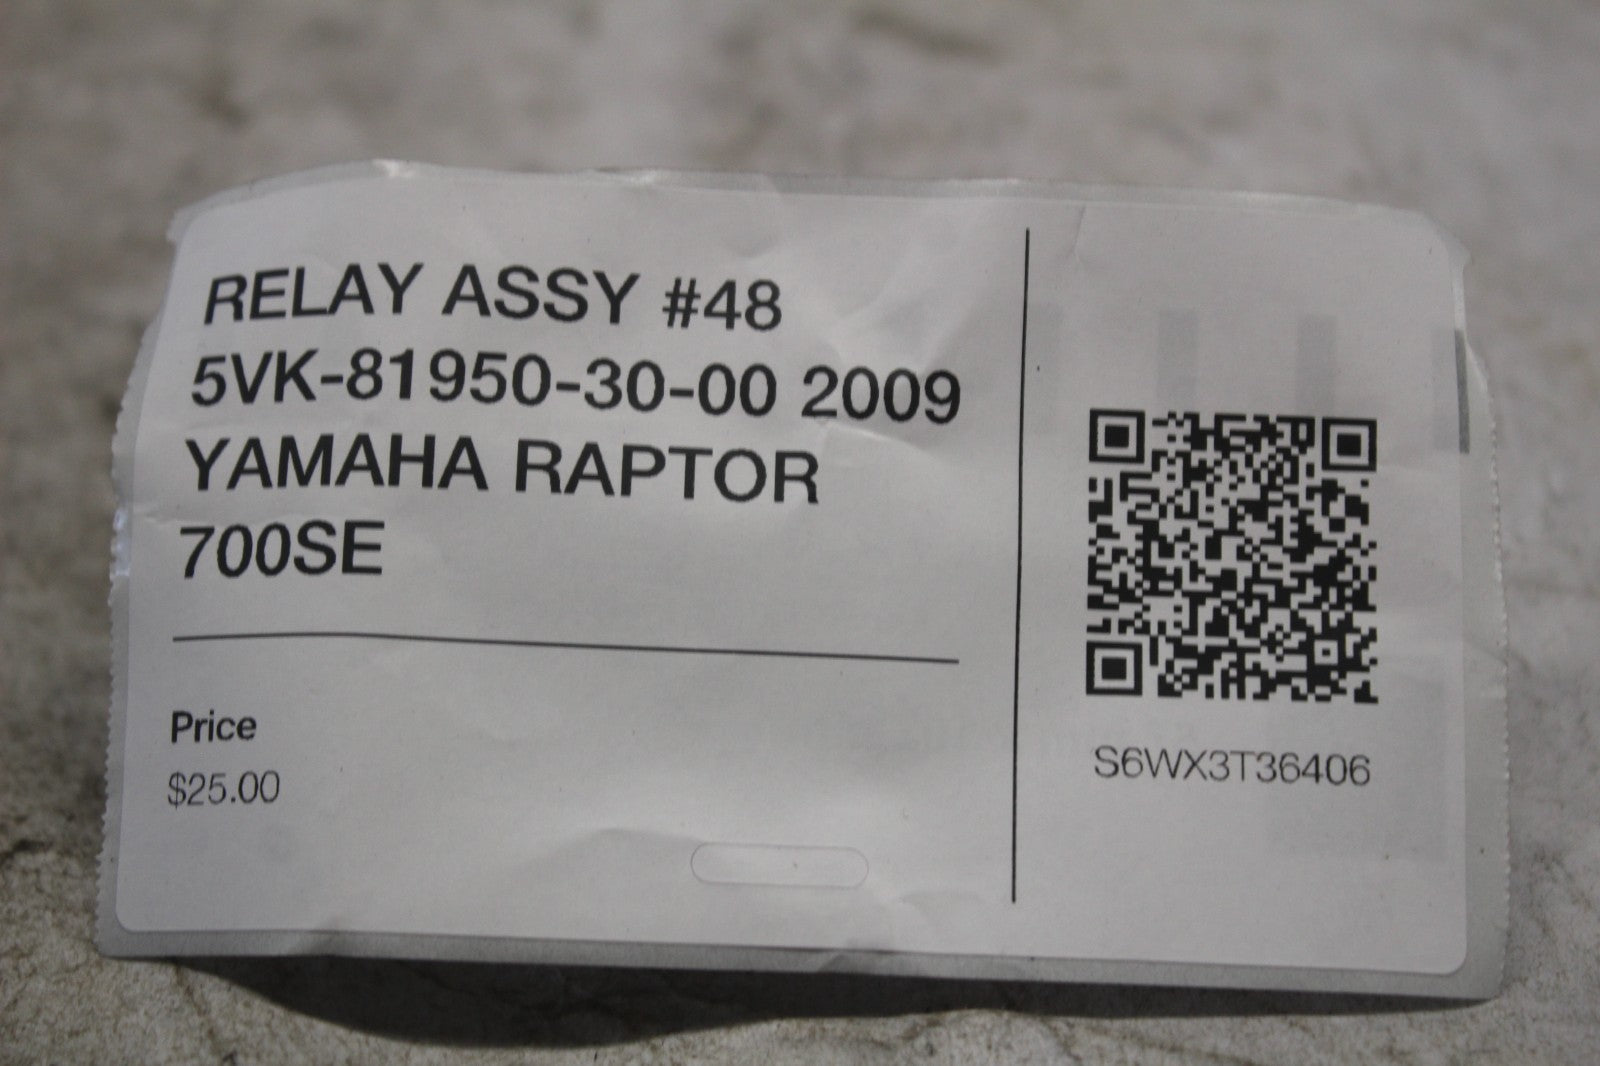 RELAY ASSY #48
5VK-81950-30-00 2009
YAMAHA RAPTOR
700SE
Price
$25.00
S6WX3T36406